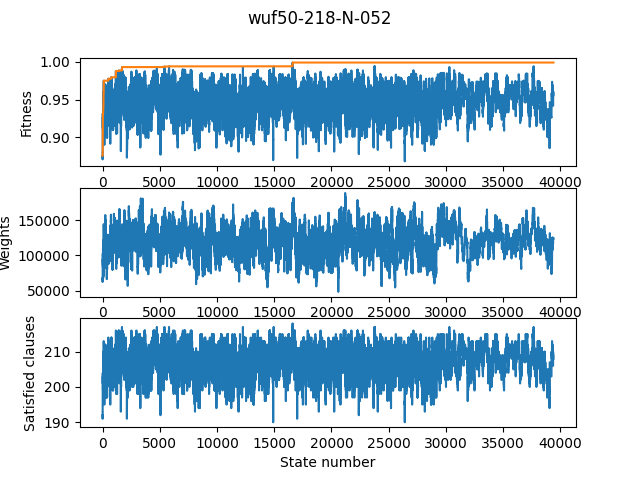 wuf50-218-N-052
1.00
0.95
0.90
Fitness
0 5000 10000 15000 20000 25000 30000 35000 40000
150000
100000
50000
Weights
0 5000 10000 15000 20000 25000 30000 35000 40000
210
200
190
Satisfied clauses
0 5000 10000 15000 20000 25000 30000 35000 40000
State number